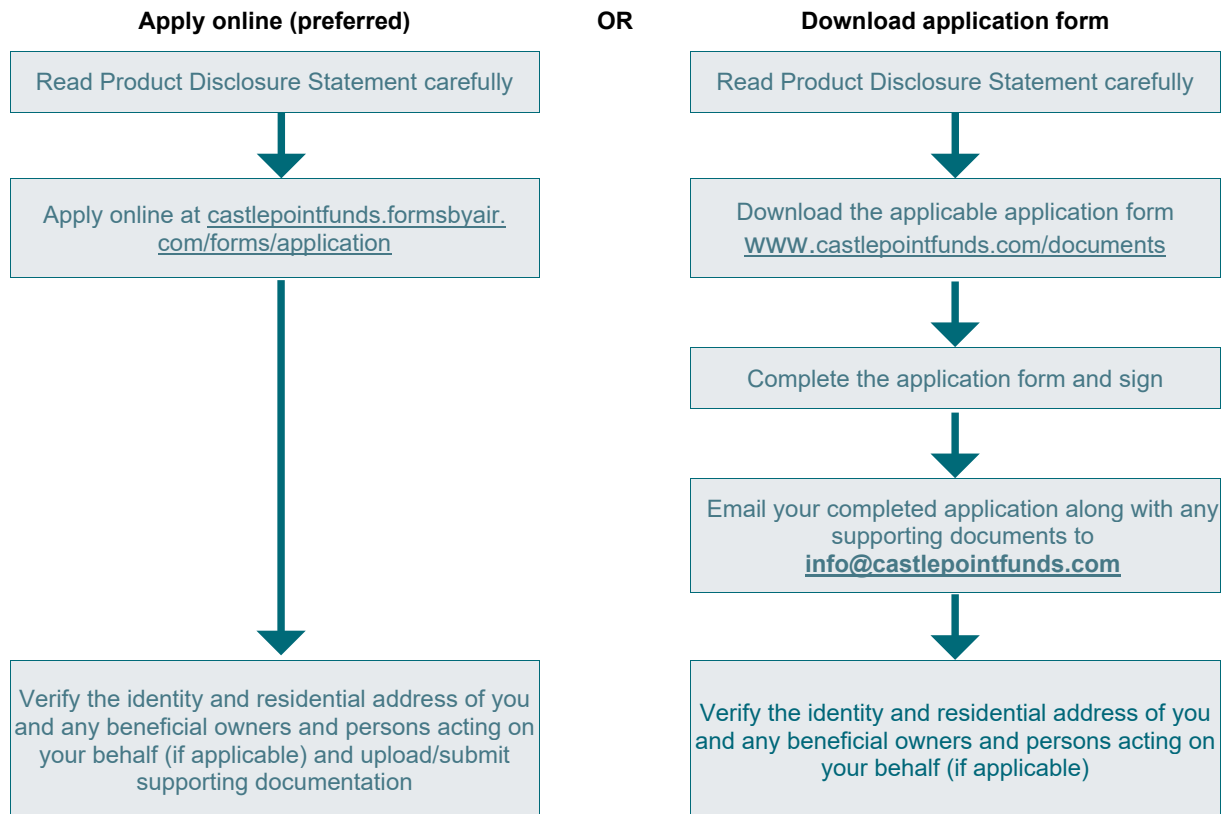 Apply online (preferred)
OR
Download application form
Read Product Disclosure Statement carefully
Apply online at castlepointfunds.formsbyair.
com/forms/application
Verify the identity and residential address of you
and any beneficial owners and persons acting on
your behalf (if applicable) and upload/submit
supporting documentation
Read Product Disclosure Statement carefully
Download the applicable application form
www.castlepointfunds.com/documents
Complete the application form and sign
Email your completed application along with any
supporting documents to
info@castlepointfunds.com
Verify the identity and residential address of you
and any beneficial owners and persons acting on
your behalf (if applicable)